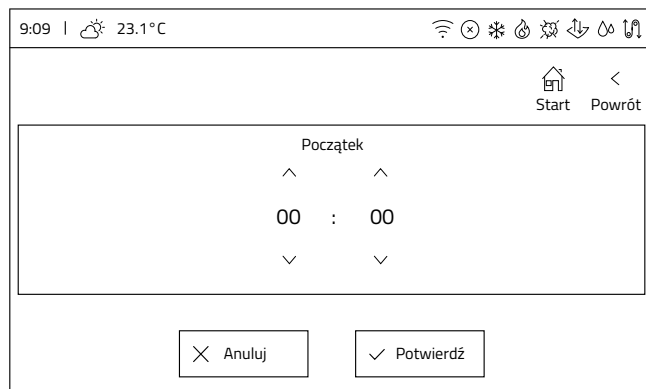 9:09 | 23.1°C
Start Powrót
Początek
00 : 00
Anuluj Potwierdź